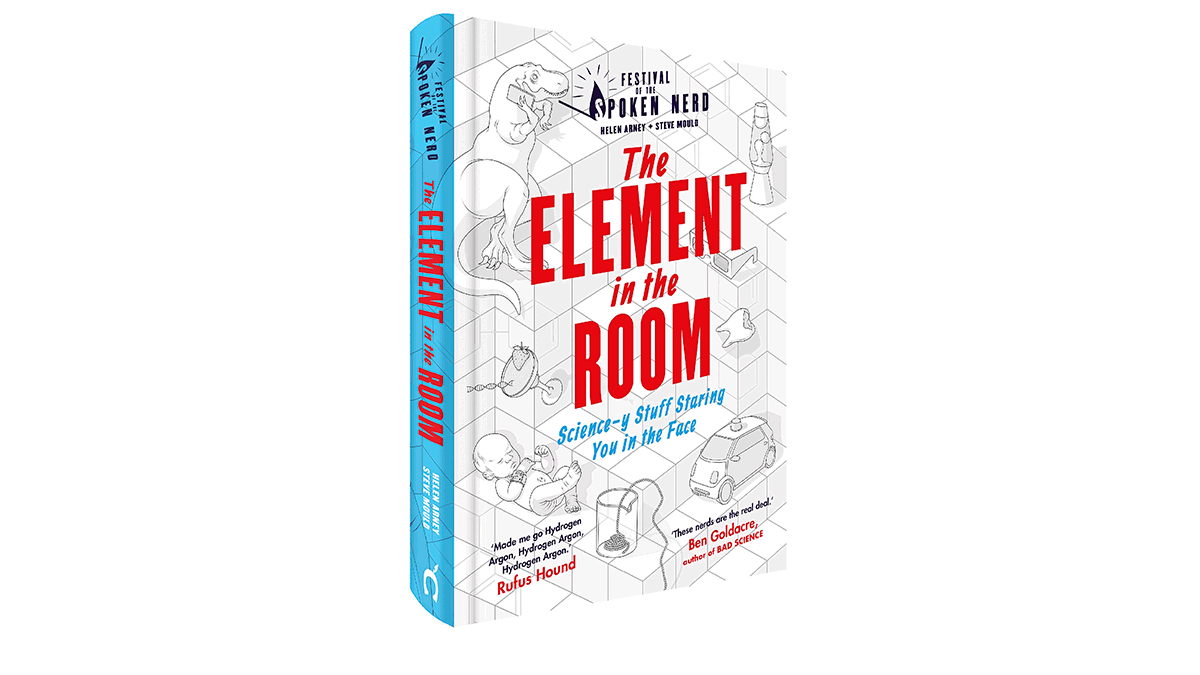 FESTIVAL
OF THE
SPOKEN NERD
The ELEMENT in the ROOM
HELEN ARNEY
STEVE MOULD
FESTIVAL
OF THE
SPOKEN NERD
HELEN ARNEY + STEVE MOULD
The
ELEMENT
in the
ROOM
Science-y Stuff Staring
You in the Face
'Made me go Hydrogen
Argon, Hydrogen Argon,
Hydrogen Argon.'
Rufus Hound
'These nerds are the real deal.'
Ben Goldacre,
author of BAD SCIENCE